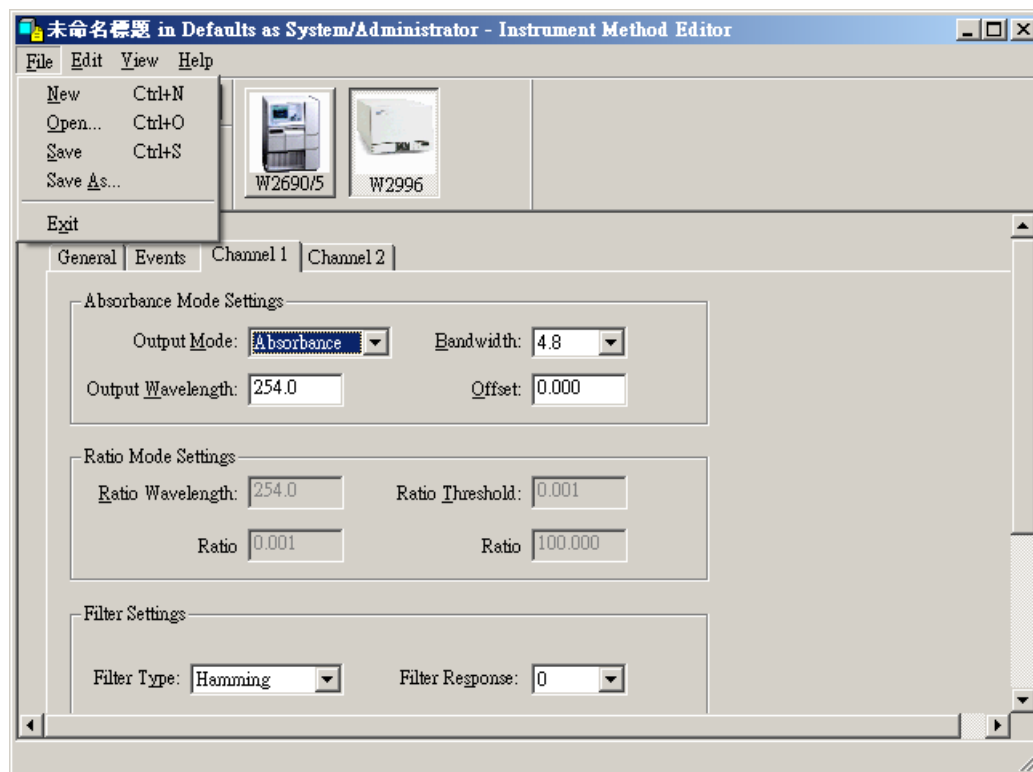 未命名標題 in Defaults as System/Administrator - Instrument Method Editor
File Edit View Help
New Ctrl+N
Open... Ctrl+O
Save Ctrl+S
Save As...
Exit
W2690/5 W2996
General Events Channel 1 Channel 2
Absorbance Mode Settings
Output Mode: Absorbance Bandwidth: 4.8
Output Wavelength: 254.0 Offset: 0.000
Ratio Mode Settings
Ratio Wavelength: 254.0 Ratio Threshold: 0.001
Ratio 0.001 Ratio 100.000
Filter Settings
Filter Type: Hamming Filter Response: 0